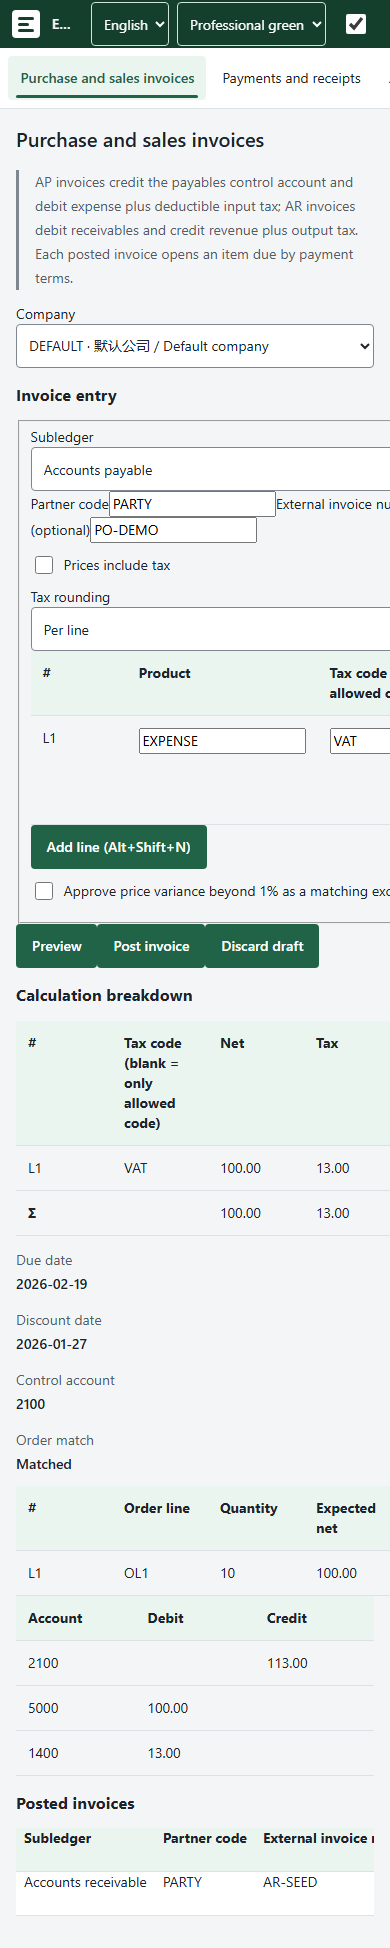 E...
English
Professional green
Purchase and sales invoices
Payments and receipts
Purchase and sales invoices
AP invoices credit the payables control account and
debit expense plus deductible input tax; AR invoices
debit receivables and credit revenue plus output tax.
Each posted invoice opens an item due by payment
terms.
Company
DEFAULT · 默认公司 / Default company
Invoice entry
Subledger
Accounts payable
Partner code PARTY External invoice nu
(optional) PO-DEMO
Prices include tax
Tax rounding
Per line
# Product Tax code
allowed c
L1 EXPENSE VAT
Add line (Alt+Shift+N)
Approve price variance beyond 1% as a matching exc
Preview Post invoice Discard draft
Calculation breakdown
# Tax code Net Tax
(blank =
only
allowed
code)
L1 VAT 100.00 13.00
Σ 100.00 13.00
Due date
2026-02-19
Discount date
2026-01-27
Control account
2100
Order match
Matched
# Order line Quantity Expected
net
L1 OL1 10 100.00
Account Debit Credit
2100 113.00
5000 100.00
1400 13.00
Posted invoices
Subledger Partner code External invoice r
Accounts receivable PARTY AR-SEED